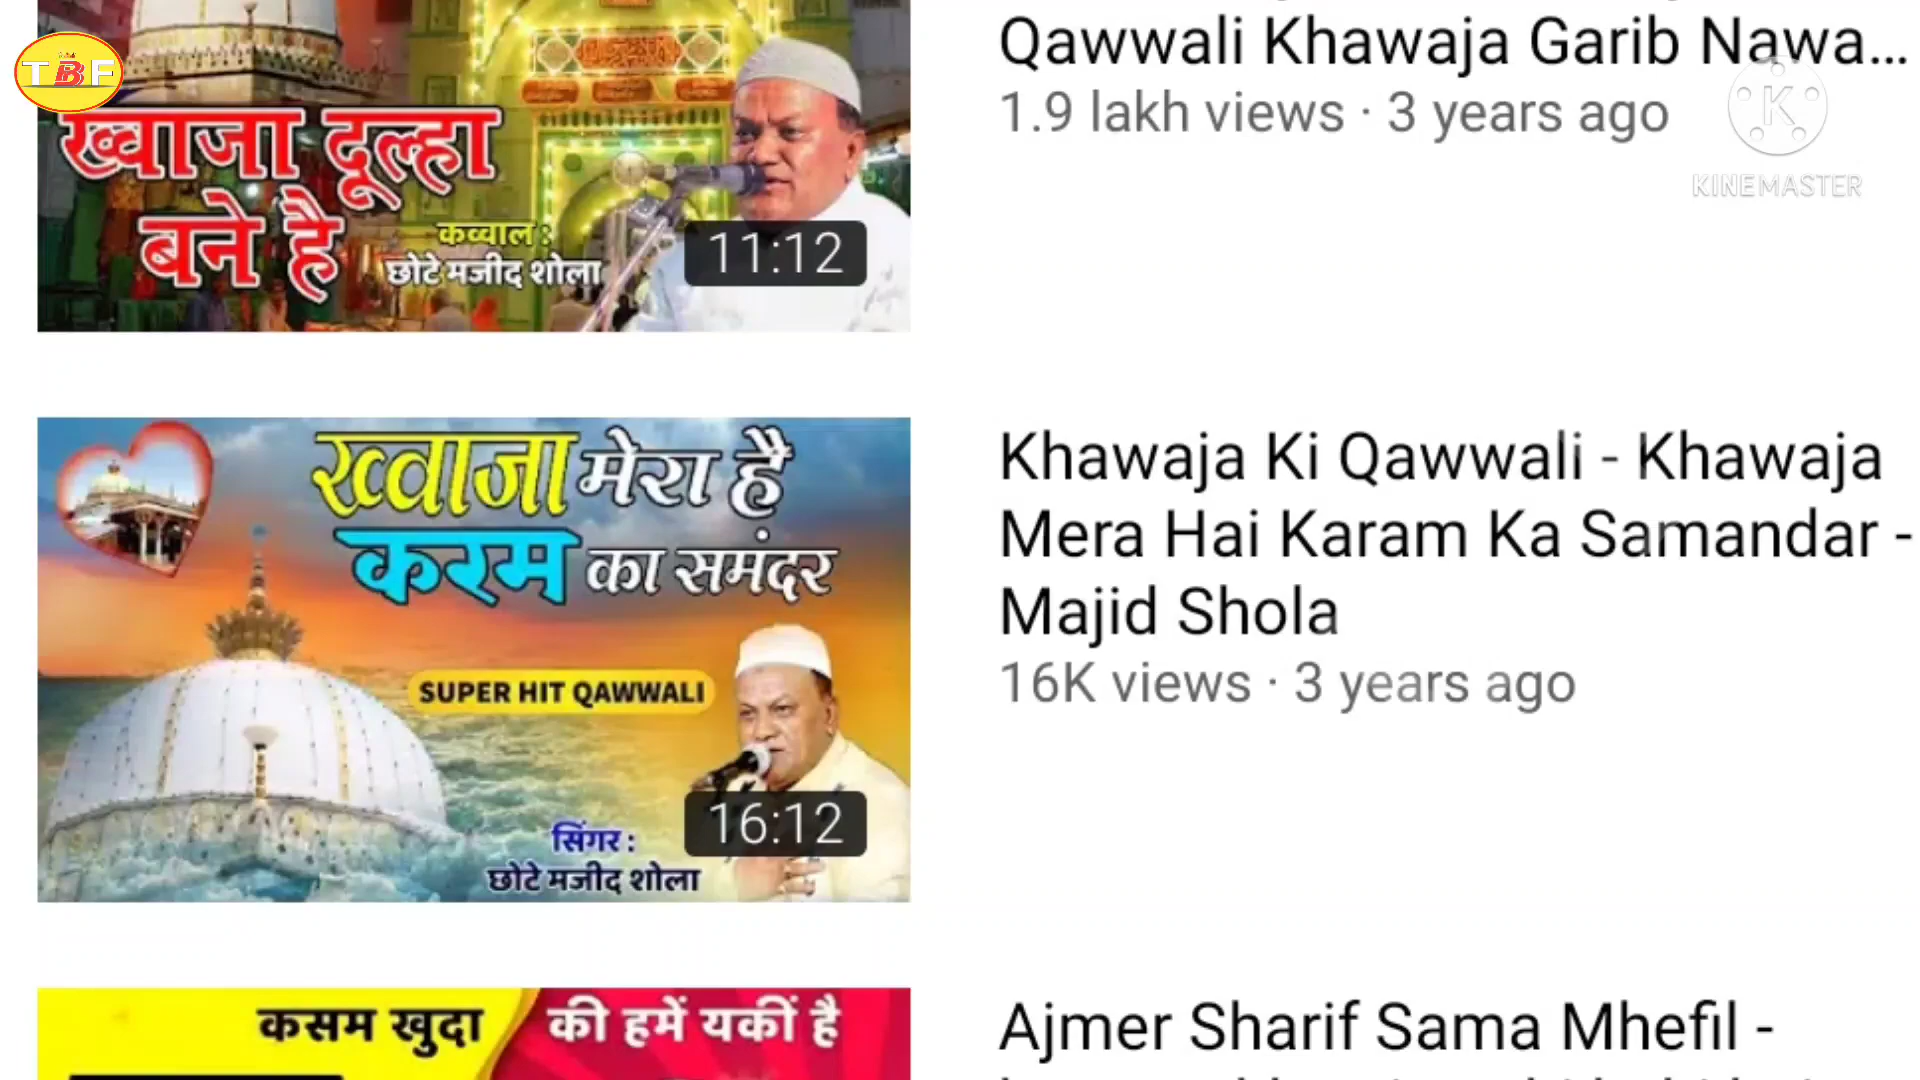 Qawwali Khawaja Garib Nawa...
1.9 lakh views · 3 years ago
KINEMASTER
K
TBF
ख्वाजा दूल्हा
बने है
कव्वाल :
छोटे मजीद शोला
11:12
ख्वाजा मेरा है
करम का समंदर
SUPER HIT QAWWALI
सिंगर :
छोटे मजीद शोला
16:12
Khawaja Ki Qawwali - Khawaja
Mera Hai Karam Ka Samandar -
Majid Shola
16K views · 3 years ago
कसम खुदा की हमें यकीं है
Ajmer Sharif Sama Mhefil -